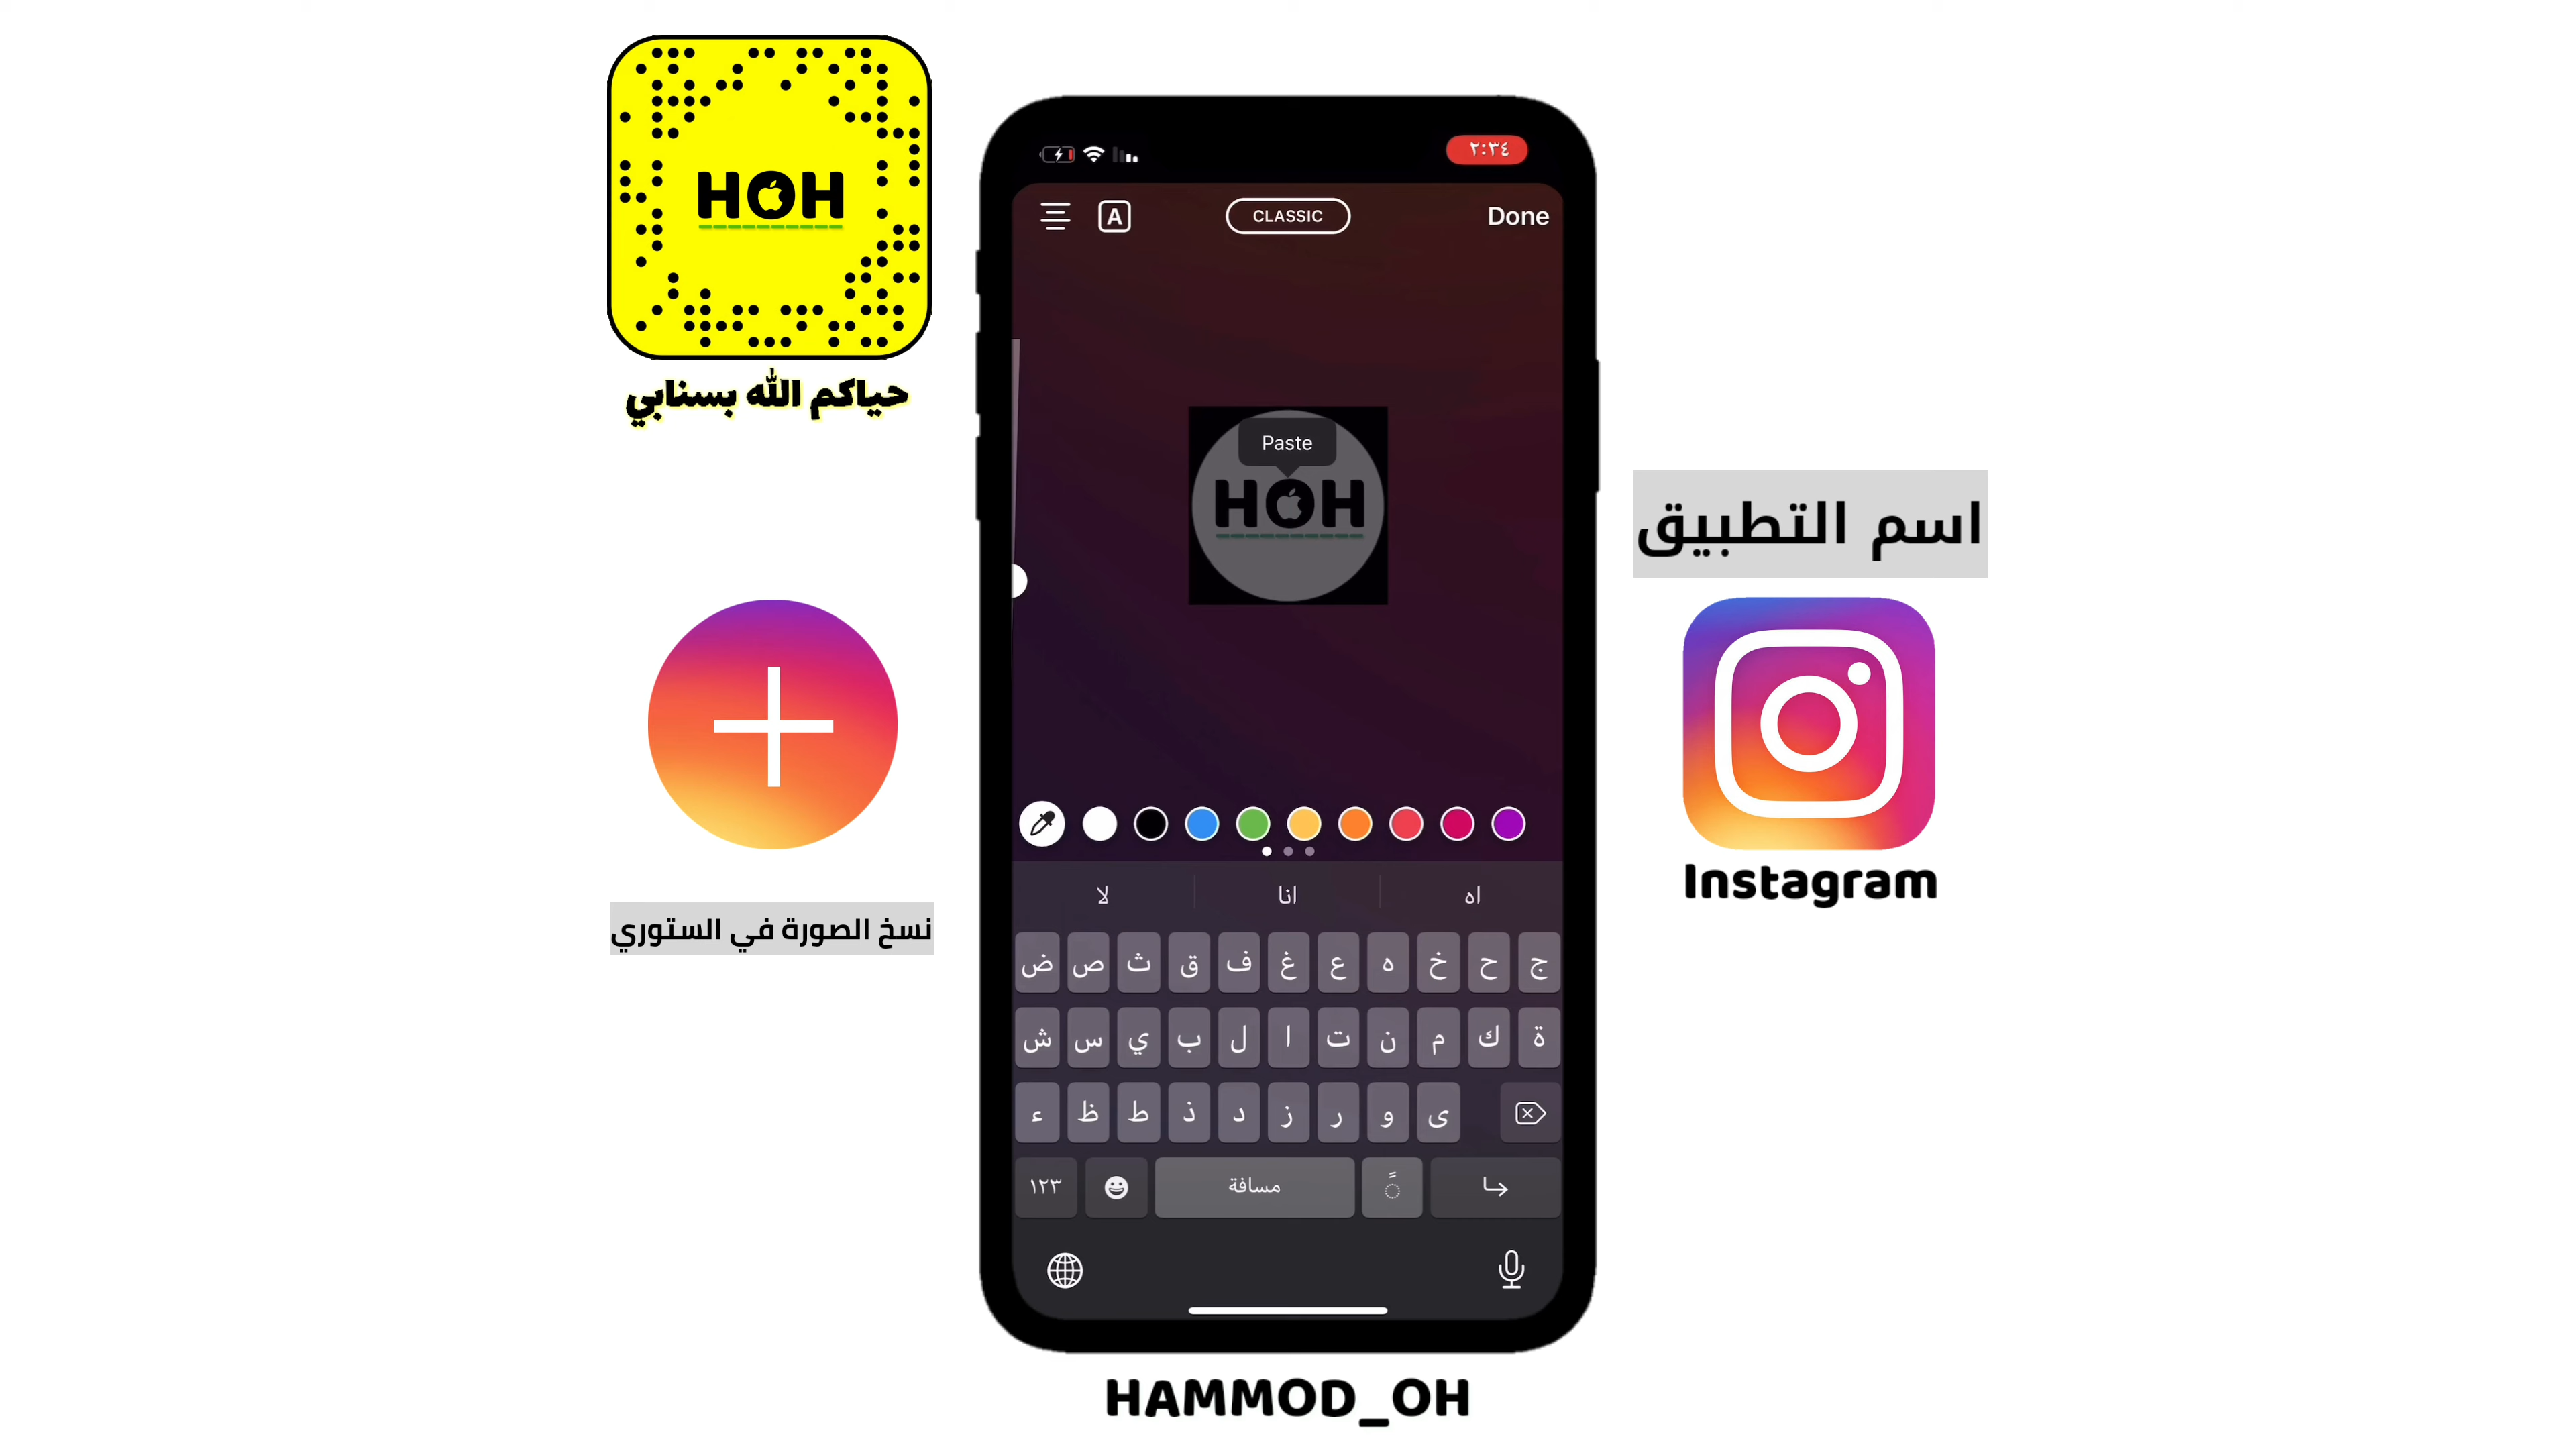 HOH
حياكم الله بسنابي
نسخ الصورة في الستوري
٢:٣٤
A
CLASSIC
Done
Paste
HOH
لا
انا
اه
ض ص ث ق ف غ ع ه خ ح ج
ش س ي ب ل ا ت ن م ك ة
ء ظ ط ذ د ز ر و ى
١٢٣
مسافة
HAMMOD_OH
اسم التطبيق
Instagram